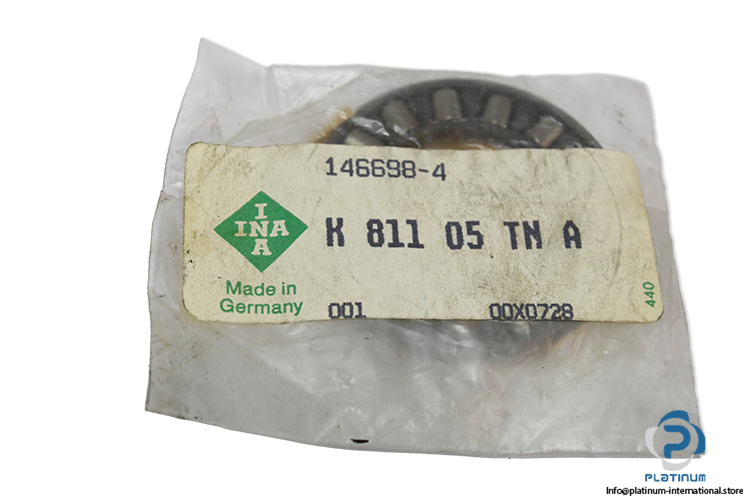 146698-4
I
INA
A
K 811 05 TN A
Made in
Germany
001
00X0728
440
PLATINUM
Info@platinum-international.store